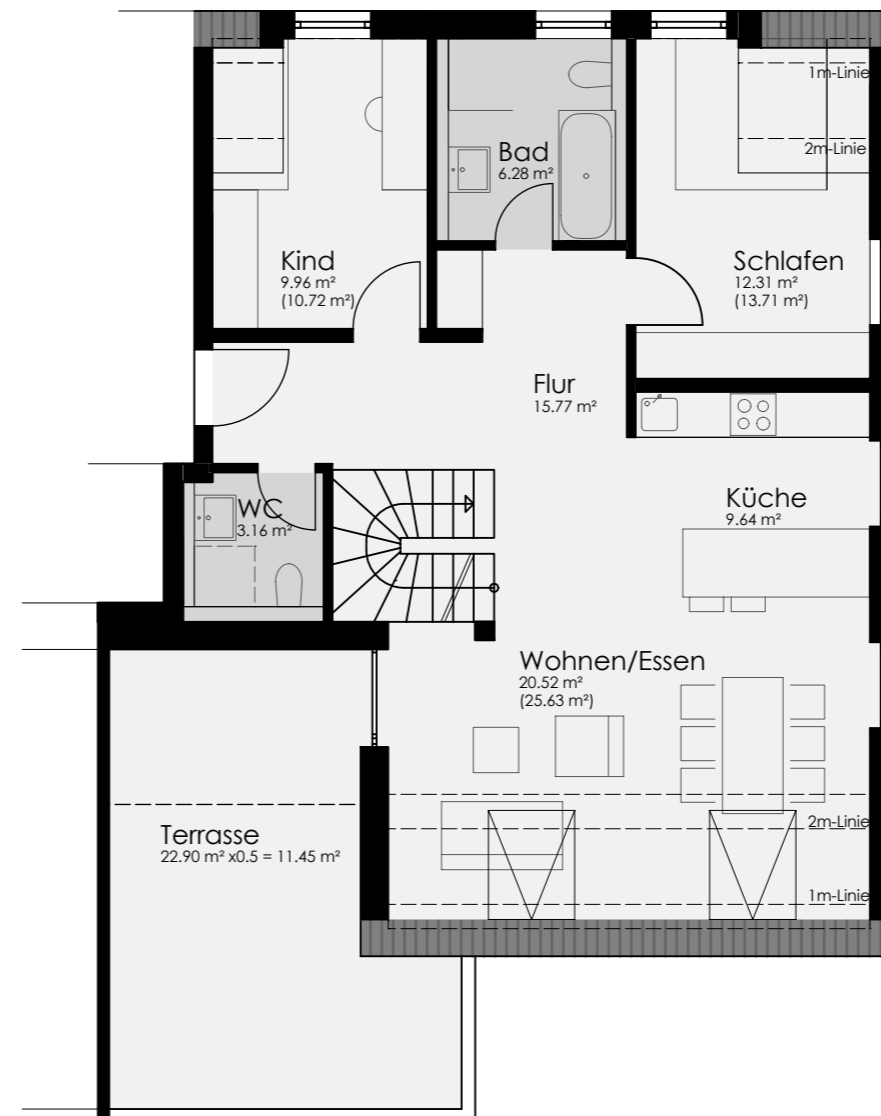 1m-Linie
2m-Linie
Bad
6.28 m²
Kind
9.96 m²
(10.72 m²)
Schlafen
12.31 m²
(13.71 m²)
Flur
15.77 m²
WC
3.16 m²
Küche
9.64 m²
Wohnen/Essen
20.52 m²
(25.63 m²)
Terrasse
22.90 m² x0.5 = 11.45 m²
2m-Linie
1m-Linie